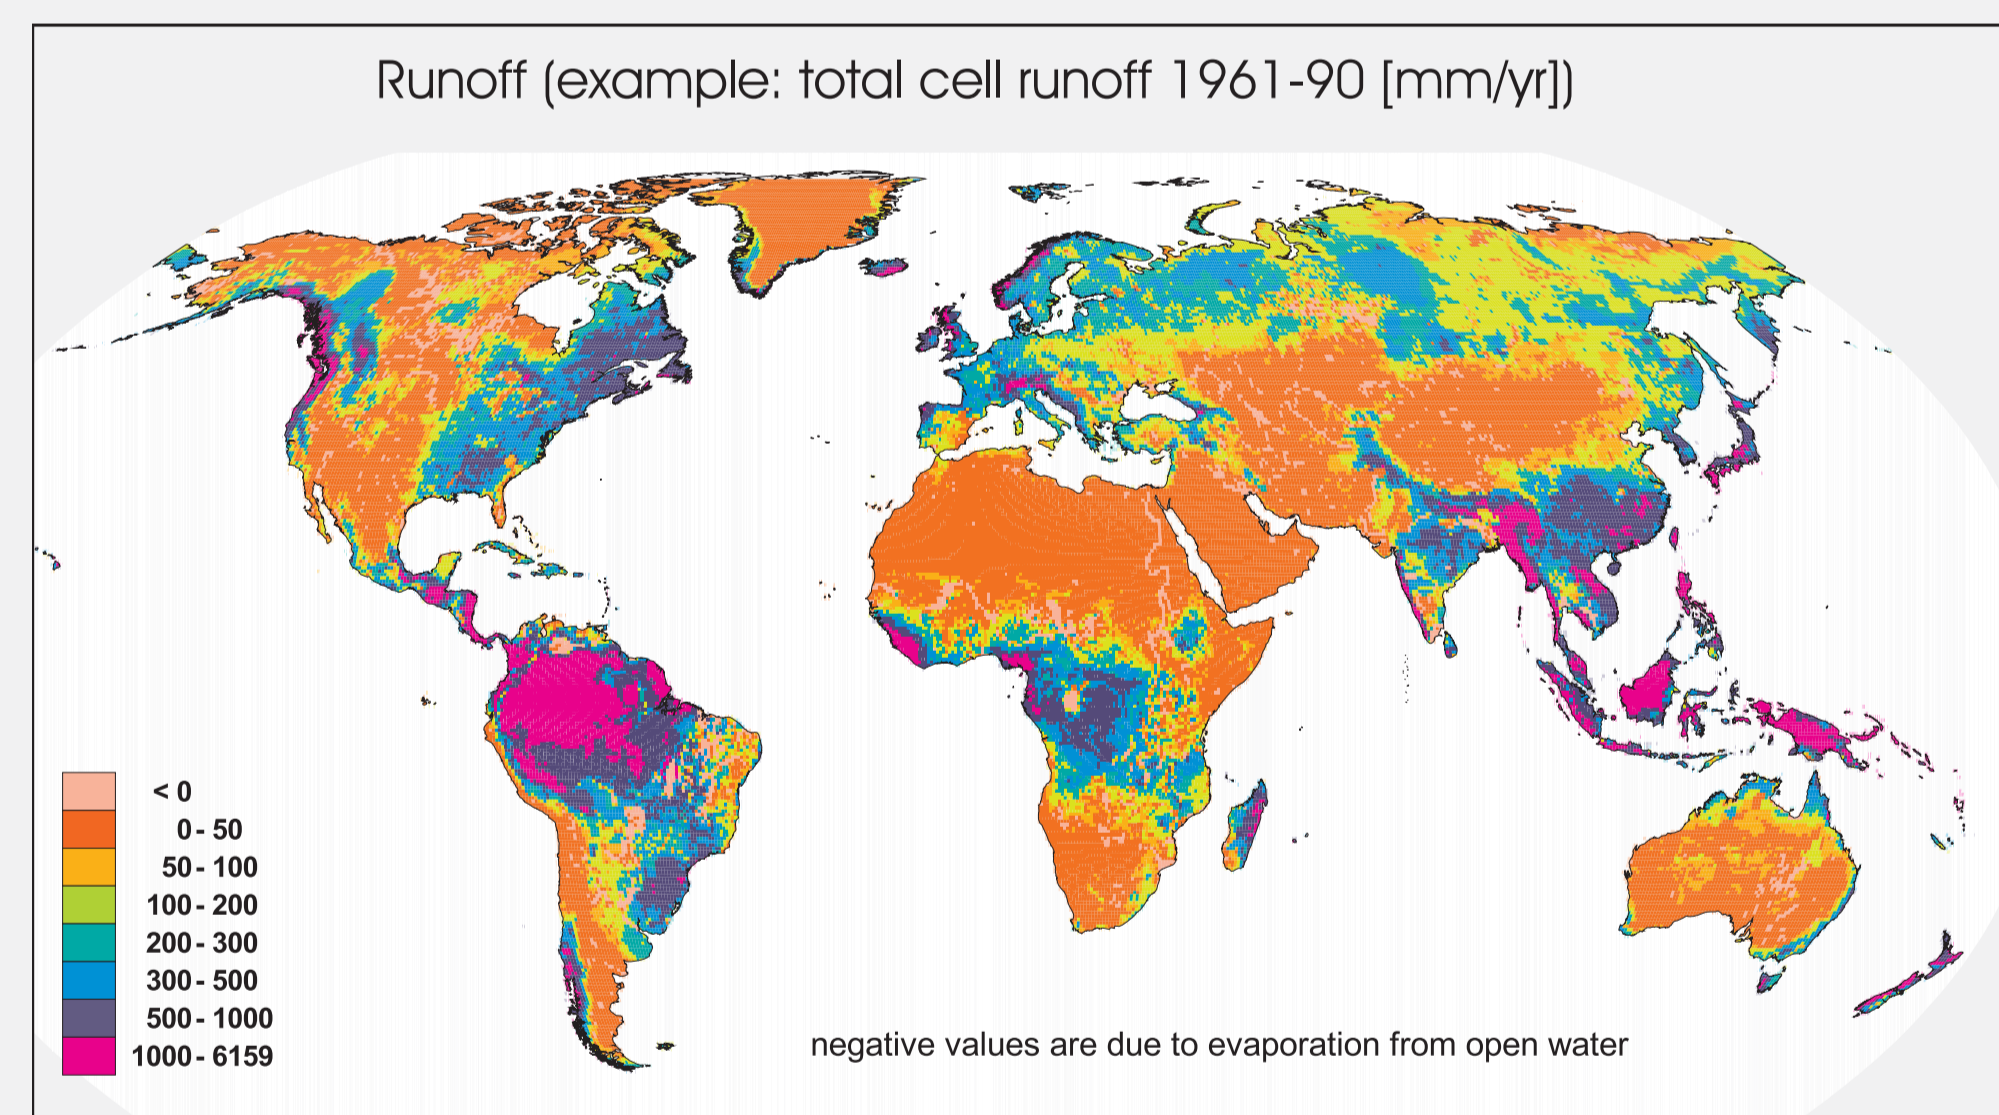 Runoff (example: total cell runoff 1961-90 [mm/yr])
< 0
0 - 50
50 - 100
100 - 200
200 - 300
300 - 500
500 - 1000
1000 - 6159
negative values are due to evaporation from open water